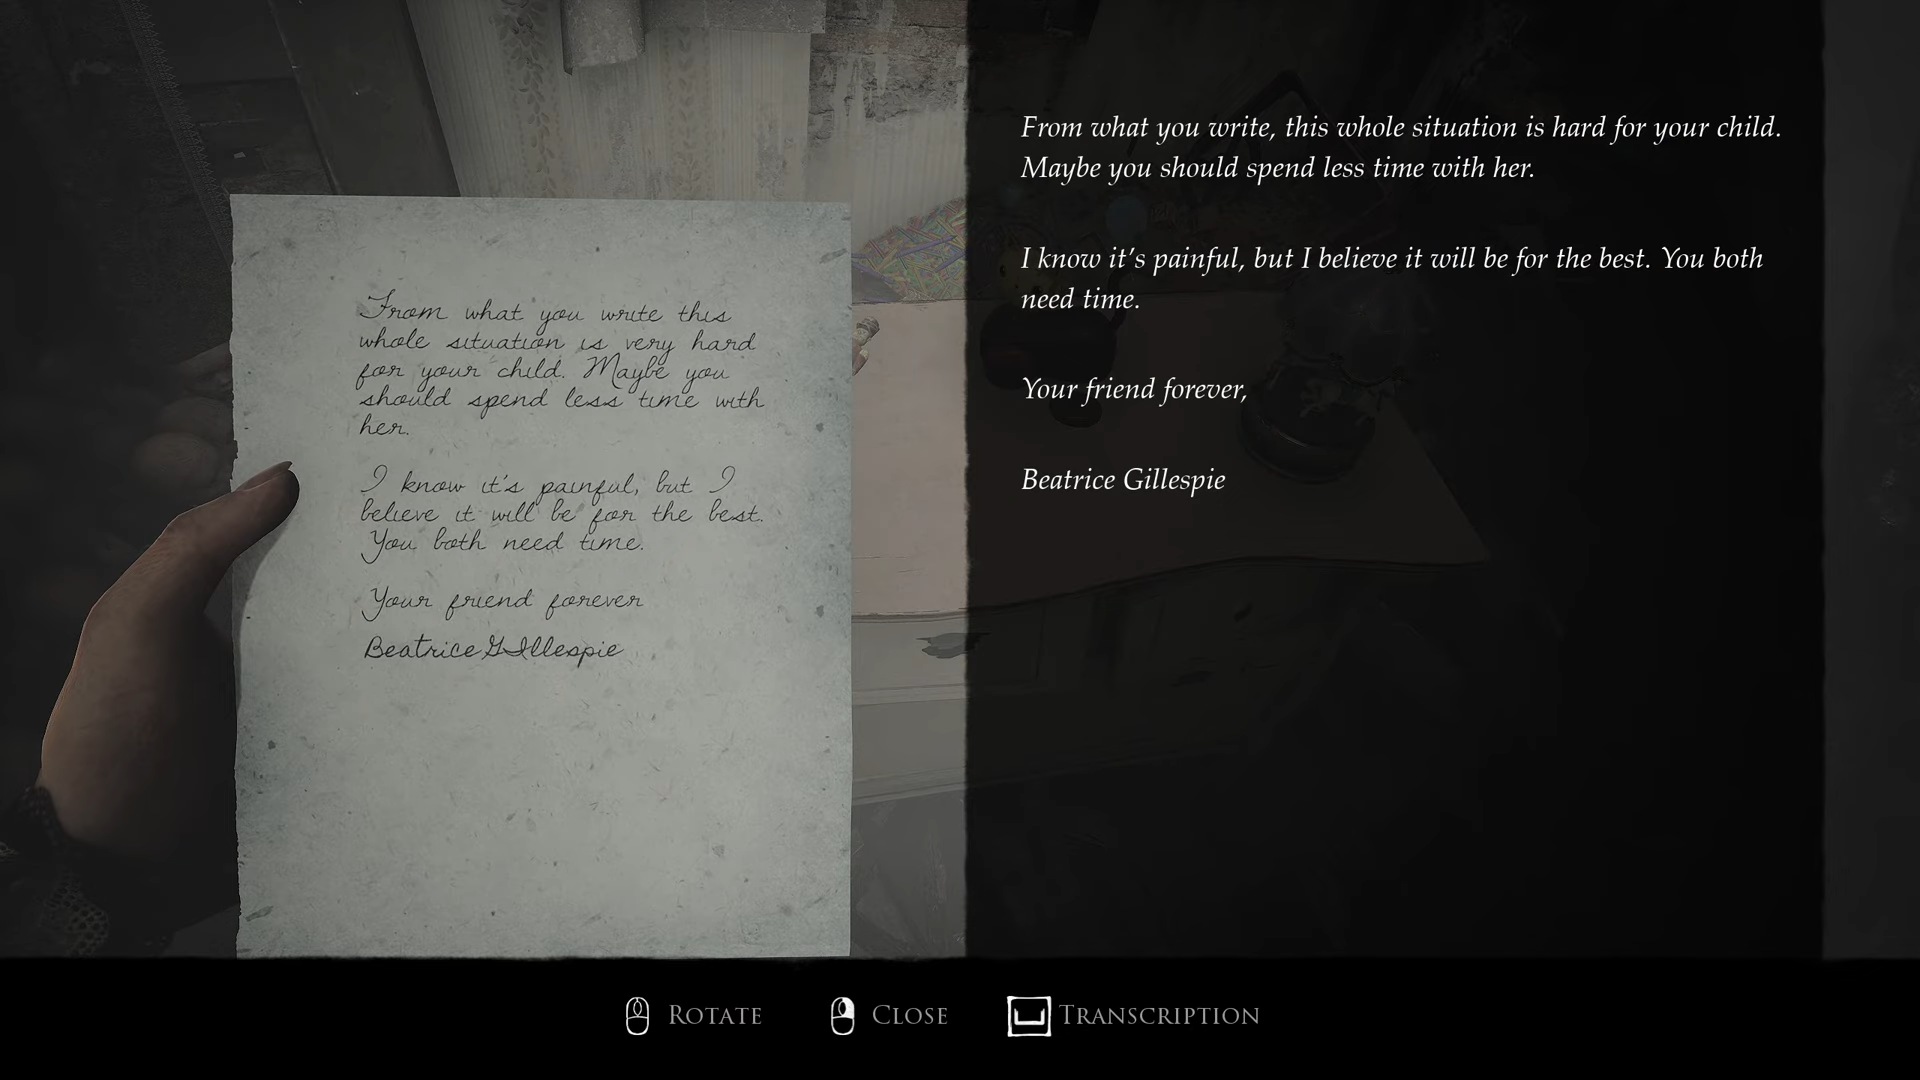 From what you write this
whole situation is very hard
for your child. Maybe you
should spend less time with
her.
I know it's painful, but I
believe it will be for the best.
You both need time.
Your friend forever
Beatrice GIllespie
From what you write, this whole situation is hard for your child.
Maybe you should spend less time with her.
I know it’s painful, but I believe it will be for the best. You both
need time.
Your friend forever,
Beatrice Gillespie
ROTATE CLOSE TRANSCRIPTION